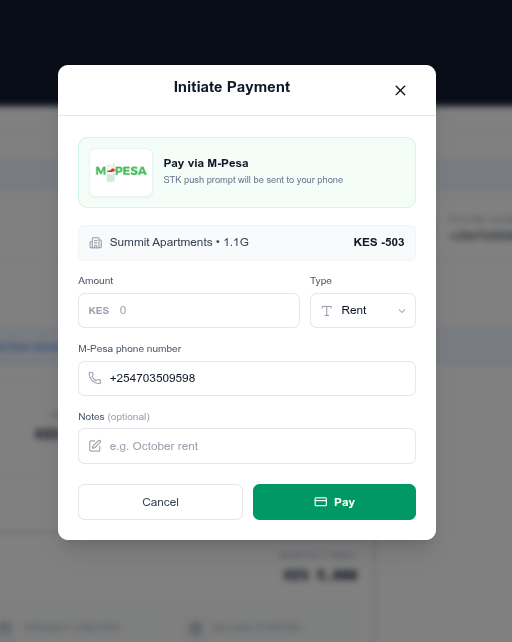 Initiate Payment
M-PESA
Pay via M-Pesa
STK push prompt will be sent to your phone
Summit Apartments • 1.1G
KES -503
Amount
Type
KES 0
Rent
M-Pesa phone number
+254703509598
Notes (optional)
e.g. October rent
Cancel
Pay